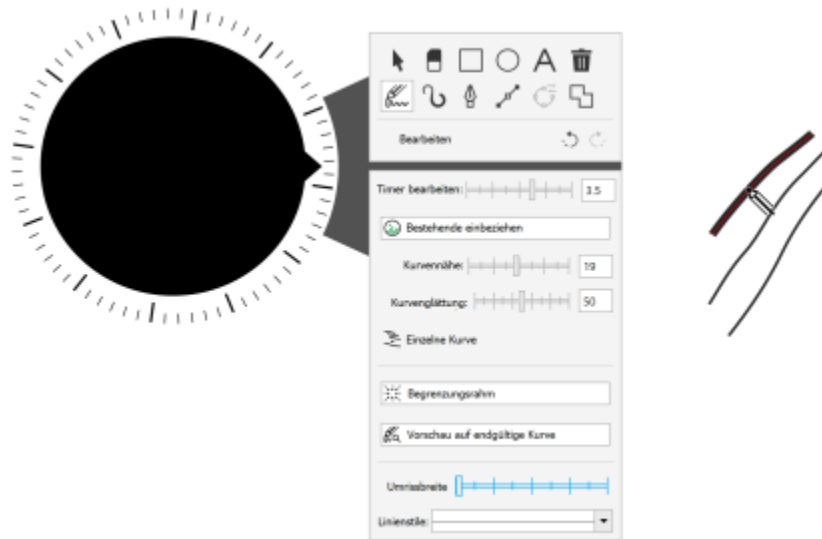 A
Bearbeiten
Timer bearbeiten: 3.5
Bestehende einbeziehen
Kurvennähe: 19
Kurvenglättung: 50
Einzelne Kurve
Begrenzungsrahm
Vorschau auf endgültige Kurve
Umrissbreite
Linienstile: